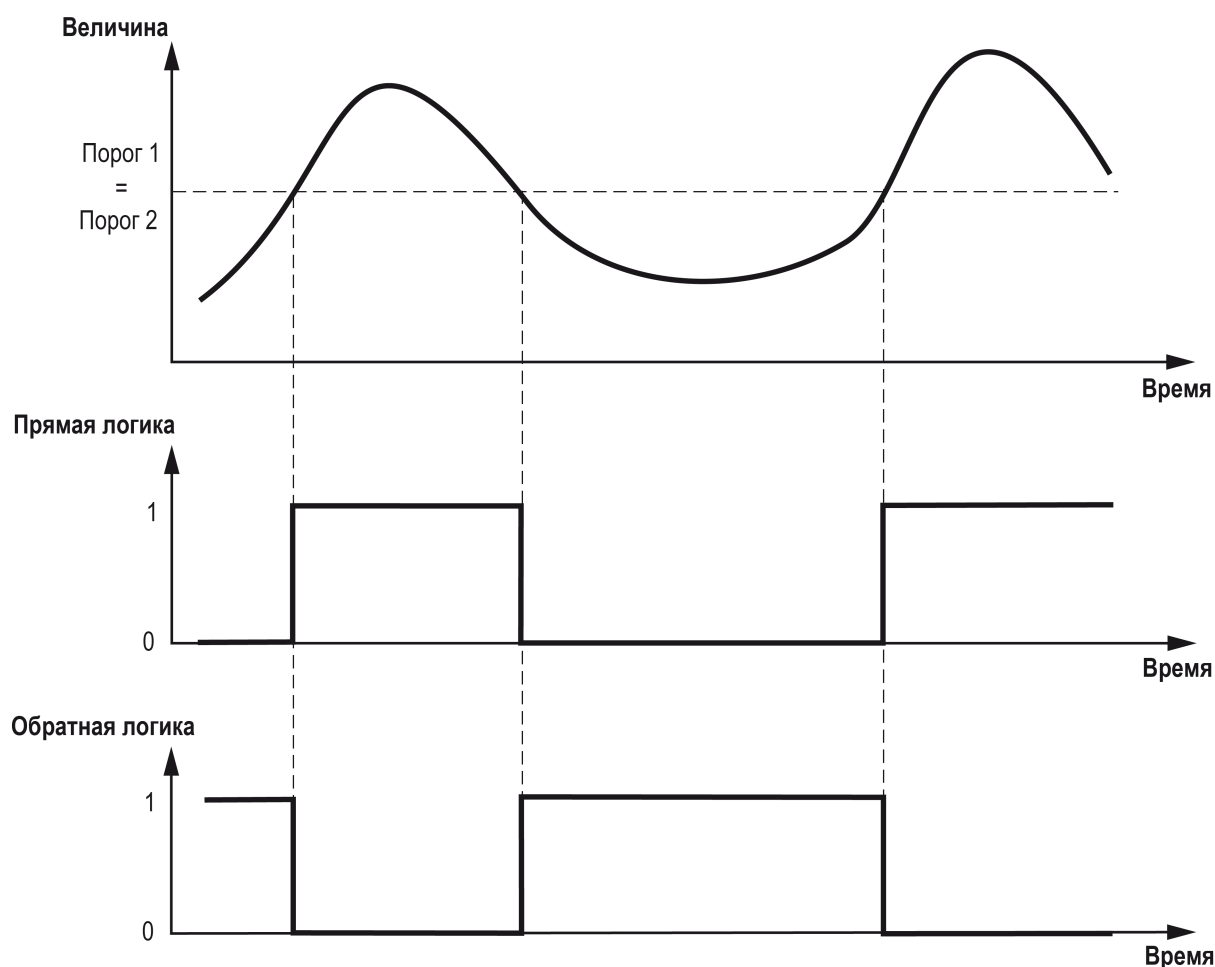 Величина
Порог 1
=
Порог 2
Время
Прямая логика
1
0
Время
Обратная логика
1
0
Время